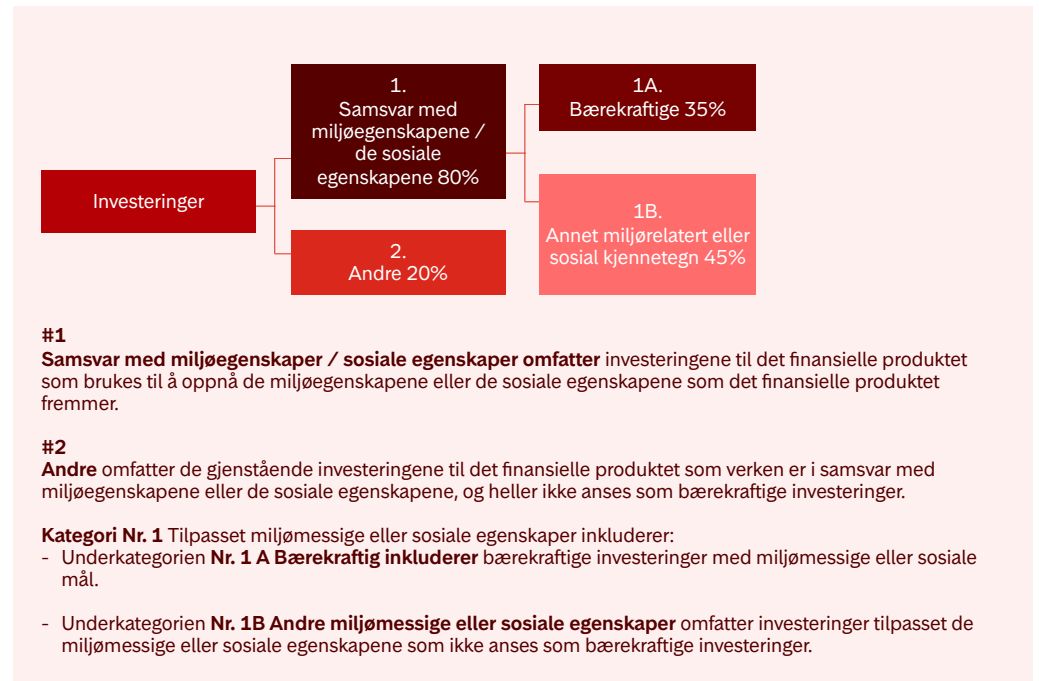 1.
Samsvar med
miljøegenskapene /
de sosiale
egenskapene 80%
1A.
Bærekraftige 35%
Investeringer
1B.
Annet miljørelatert eller
sosial kjennetegn 45%
2.
Andre 20%
#1
Samsvar med miljøegenskaper / sosiale egenskaper omfatter investeringene til det finansielle produktet
som brukes til å oppnå de miljøegenskapene eller de sosiale egenskapene som det finansielle produktet
fremmer.
#2
Andre omfatter de gjenstående investeringene til det finansielle produktet som verken er i samsvar med
miljøegenskapene eller de sosiale egenskapene, og heller ikke anses som bærekraftige investeringer.
Kategori Nr. 1 Tilpasset miljømessige eller sosiale egenskaper inkluderer:
- Underkategorien Nr. 1 A Bærekraftig inkluderer bærekraftige investeringer med miljømessige eller sosiale
mål.
- Underkategorien Nr. 1B Andre miljømessige eller sosiale egenskaper omfatter investeringer tilpasset de
miljømessige eller sosiale egenskapene som ikke anses som bærekraftige investeringer.